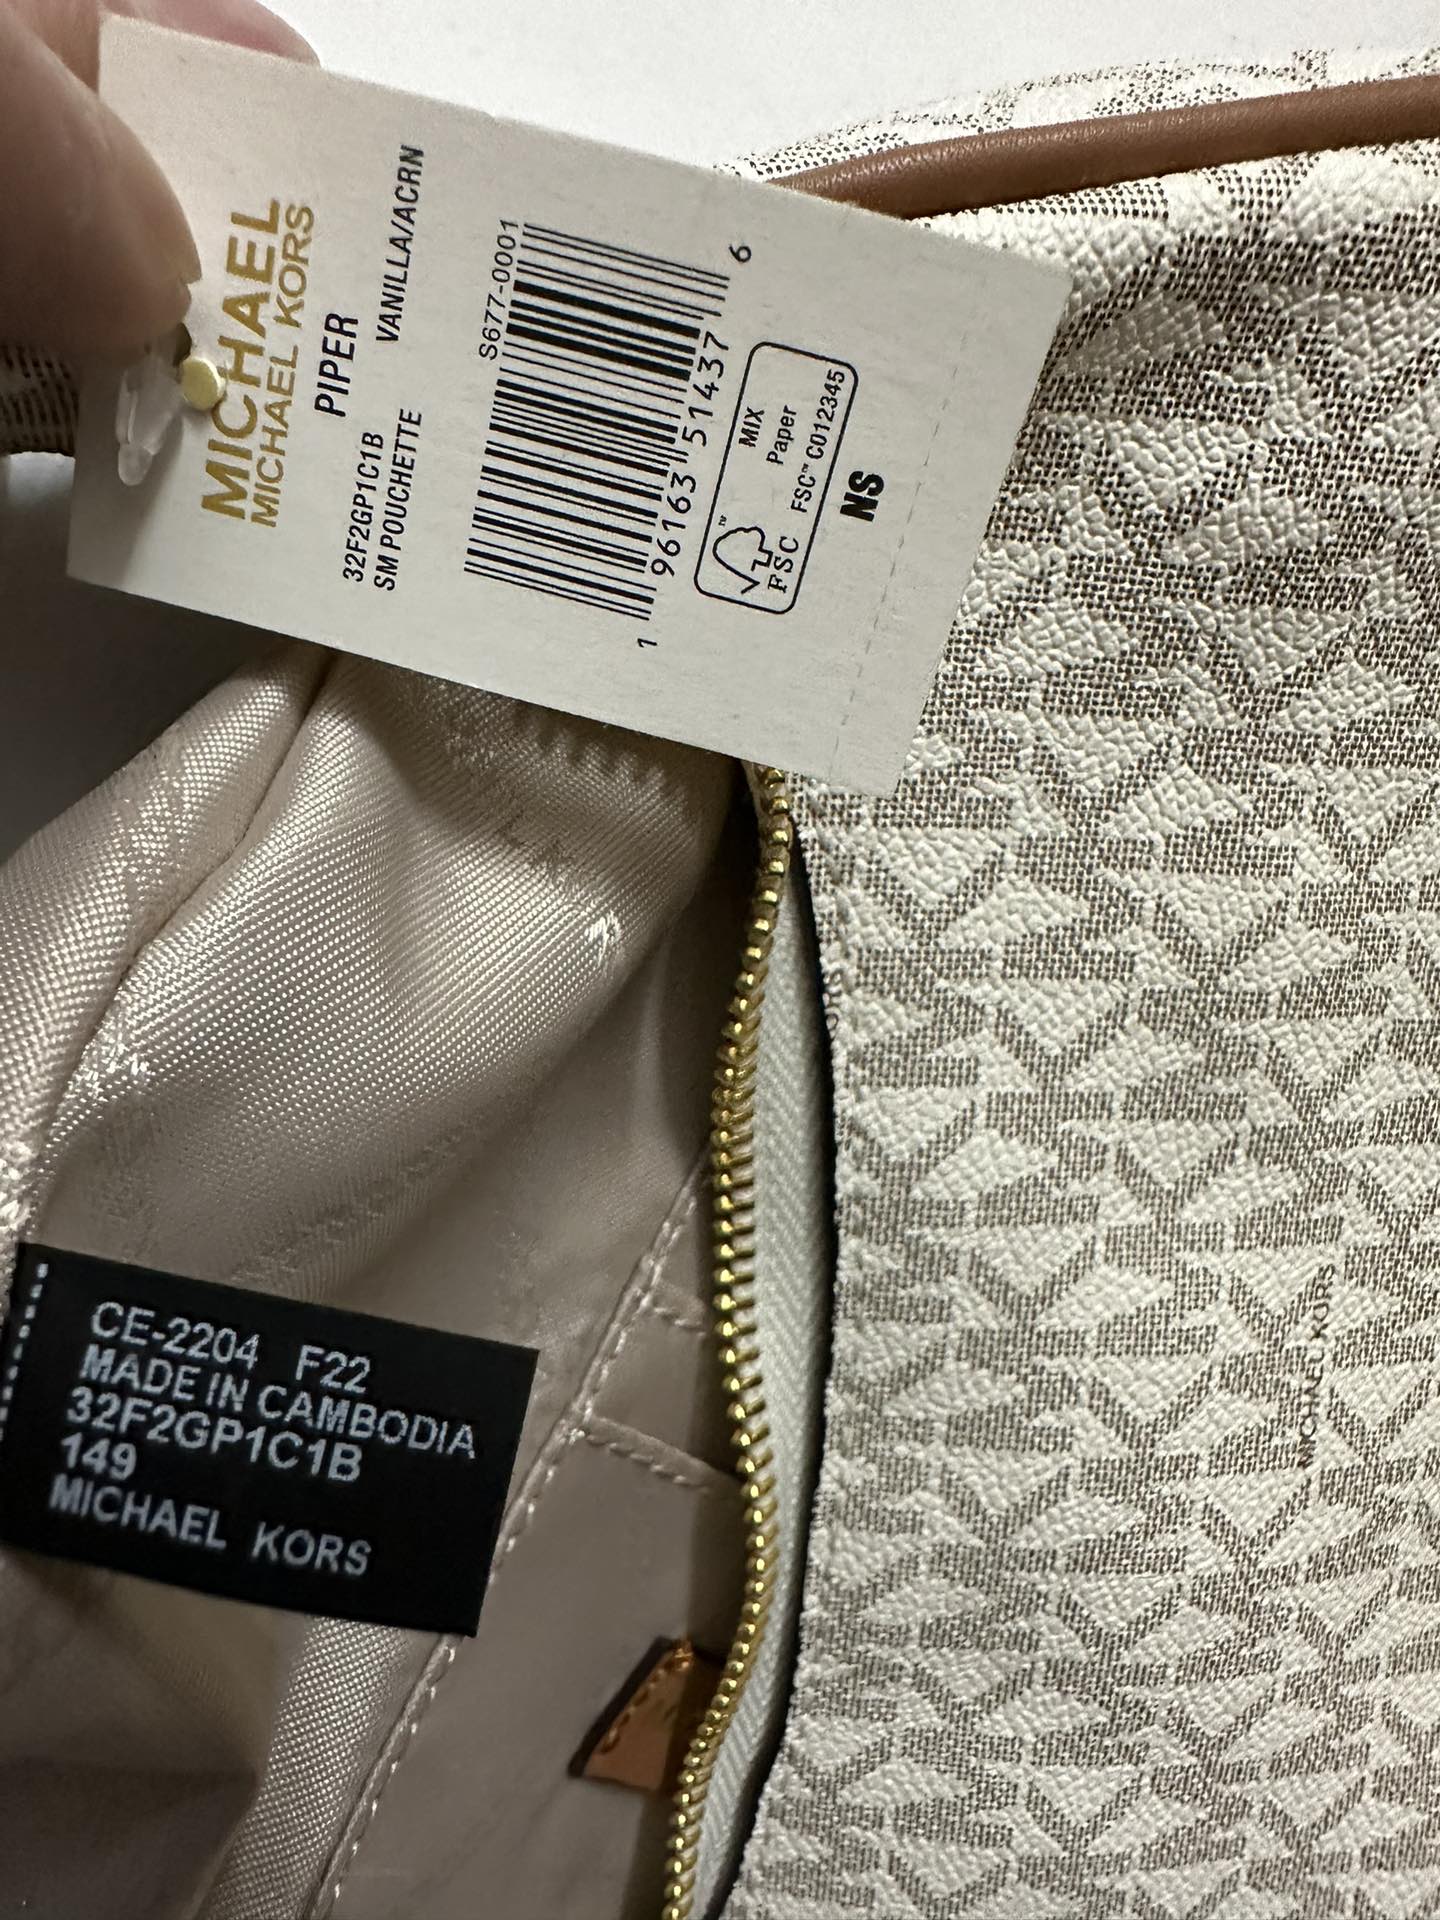 MICHAEL
MICHAEL KORS
PIPER
32F2GP1C1B
SM POUCHETTE VANILLA/ACRN
S677-0001
1 96163 51437 6
MIX
Paper
FSC™ C012345
FSC
™
NS
CE-2204 F22
MADE IN CAMBODIA
32F2GP1C1B
149
MICHAEL KORS
MICHAEL KORS